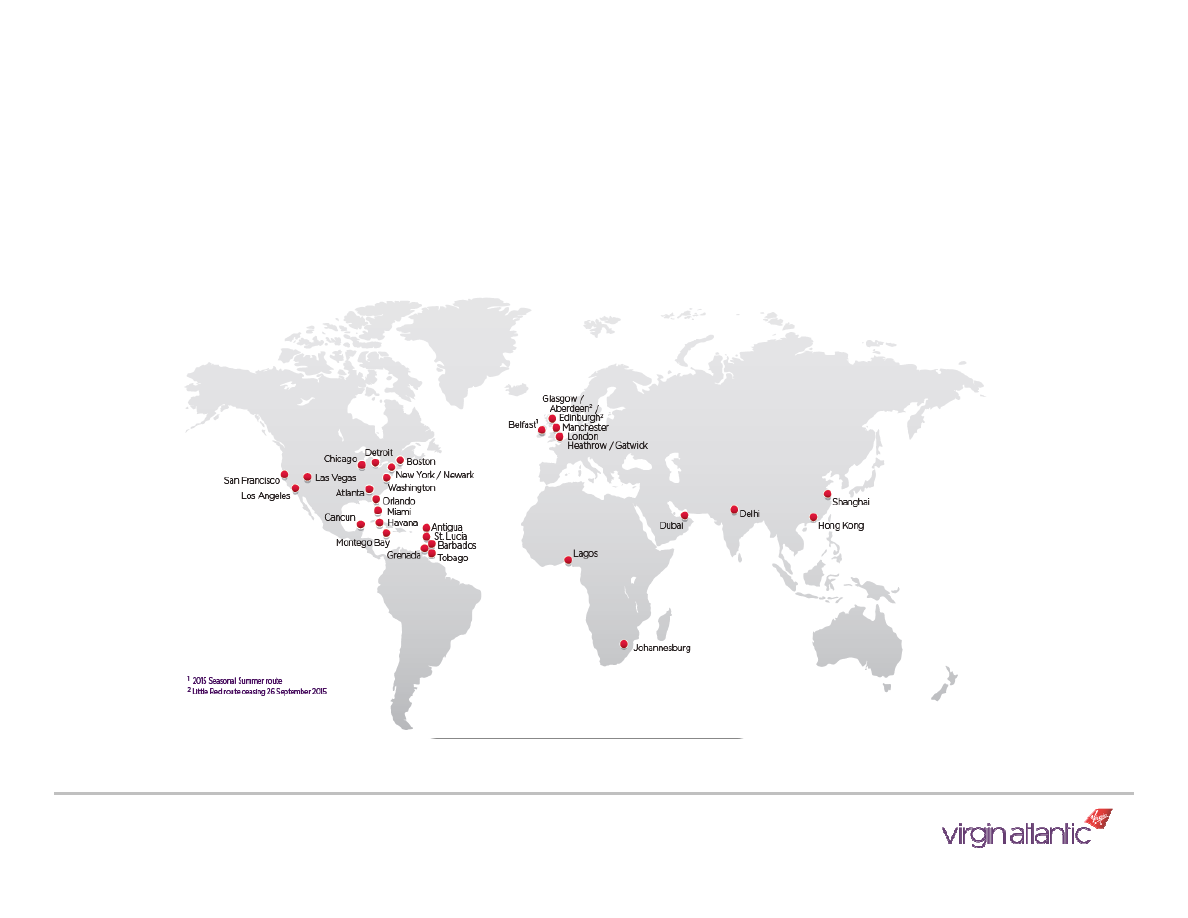 Glasgow /
Aberdeen² /
Edinburgh²
Belfast¹
Manchester
London
Heathrow / Gatwick
Detroit
Chicago
Boston
New York / Newark
San Francisco
Las Vegas
Washington
Los Angeles
Atlanta
Orlando
Miami
Cancun
Havana
Antigua
St. Lucia
Montego Bay
Barbados
Grenada
Tobago
Shanghai
Delhi
Dubai
Hong Kong
Lagos
Johannesburg
¹ 2015 Seasonal Summer route
² Little Red route ceasing 26 September 2015
virgin atlantic
Virgin